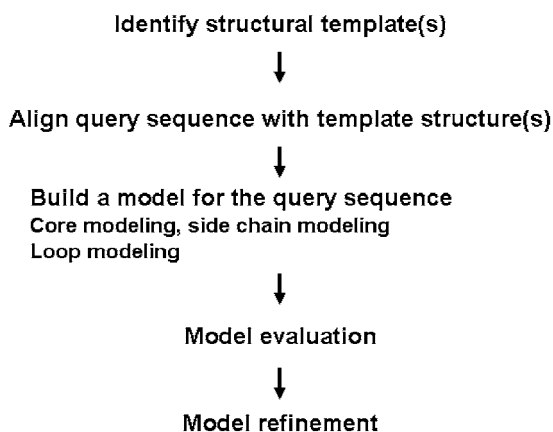 Identify structural template(s)
Align query sequence with template structure(s)
Build a model for the query sequence
Core modeling, side chain modeling
Loop modeling
Model evaluation
Model refinement